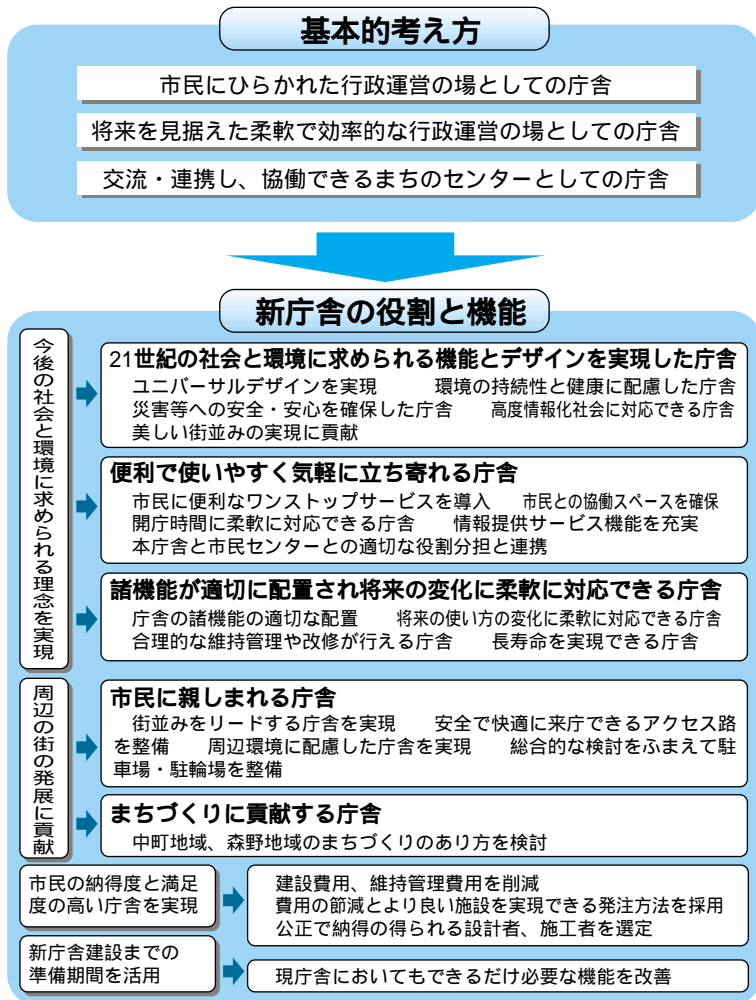 基本的考え方
市民にひらかれた行政運営の場としての庁舎
将来を見据えた柔軟で効率的な行政運営の場としての庁舎
交流・連携し、協働できるまちのセンターとしての庁舎
新庁舎の役割と機能
今後の社会と環境に求められる理念を実現
21世紀の社会と環境に求められる機能とデザインを実現した庁舎
ユニバーサルデザインを実現 環境の持続性と健康に配慮した庁舎
災害等への安全・安心を確保した庁舎 高度情報化社会に対応できる庁舎
美しい街並みの実現に貢献
便利で使いやすく気軽に立ち寄れる庁舎
市民に便利なワンストップサービスを導入 市民との協働スペースを確保
開庁時間に柔軟に対応できる庁舎 情報提供サービス機能を充実
本庁舎と市民センターとの適切な役割分担と連携
諸機能が適切に配置され将来の変化に柔軟に対応できる庁舎
庁舎の諸機能の適切な配置 将来の使い方の変化に柔軟に対応できる庁舎
合理的な維持管理や改修が行える庁舎 長寿命を実現できる庁舎
周辺の街の発展に貢献
市民に親しまれる庁舎
街並みをリードする庁舎を実現 安全で快適に来庁できるアクセス路
を整備 周辺環境に配慮した庁舎を実現 総合的な検討をふまえて駐
車場・駐輪場を整備
まちづくりに貢献する庁舎
中町地域、森野地域のまちづくりのあり方を検討
市民の納得度と満足
度の高い庁舎を実現
建設費用、維持管理費用を削減
費用の節減とより良い施設を実現できる発注方法を採用
公正で納得の得られる設計者、施工者を選定
新庁舎建設までの
準備期間を活用
現庁舎においてもできるだけ必要な機能を改善